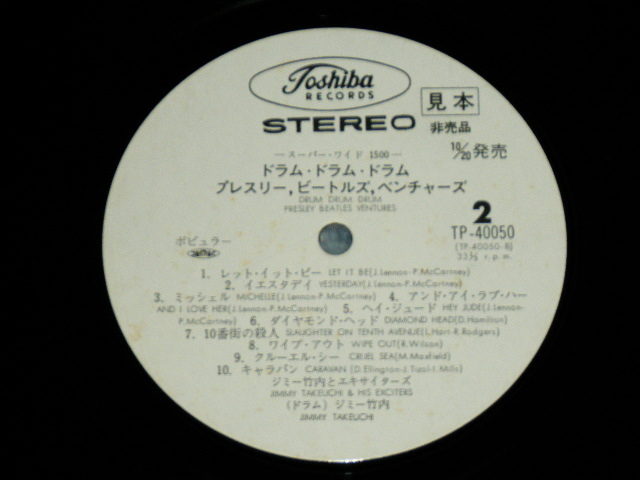 Toshiba
RECORDS
見本
STEREO
非売品
10/20発売
―スーパー・ワイド 1500―
ドラム・ドラム・ドラム
プレスリー,ビートルズ,ベンチャーズ
DRUM DRUM DRUM
PRESLEY BEATLES VENTURES
2
TP-40050
(TP-40050-B)
33⅓ r.p.m.
ポピュラー
1. レット・イット・ビー LET IT BE(J.Lennon-P.McCartney)
2. イエスタデイ YESTERDAY(J.Lennon-P.McCartney)
3. ミッシェル MICHELLE(J.Lennon-P.McCartney) 4. アンド・アイ・ラブ・ハー
AND I LOVE HER(J.Lennon-P.McCartney) 5. ヘイ・ジュード HEY JUDE(J.Lennon-
P.McCartney) 6. ダイヤモンド・ヘッド DIAMOND HEAD(D.Hamilton)
7. 10番街の殺人 SLAUGHTER ON TENTH AVENUE(L.Hart-R.Rodgers)
8. ワイプ・アウト WIPE OUT(R.Wilson)
9. クルーエル・シー CRUEL SEA(M.Maxfield)
10. キャラバン CARAVAN (D.Ellington-J.Tizol-I.Mills)
ジミー竹内とエキサイターズ
JIMMY TAKEUCHI & HIS EXCITERS
(ドラム) ジミー竹内
JIMMY TAKEUCHI